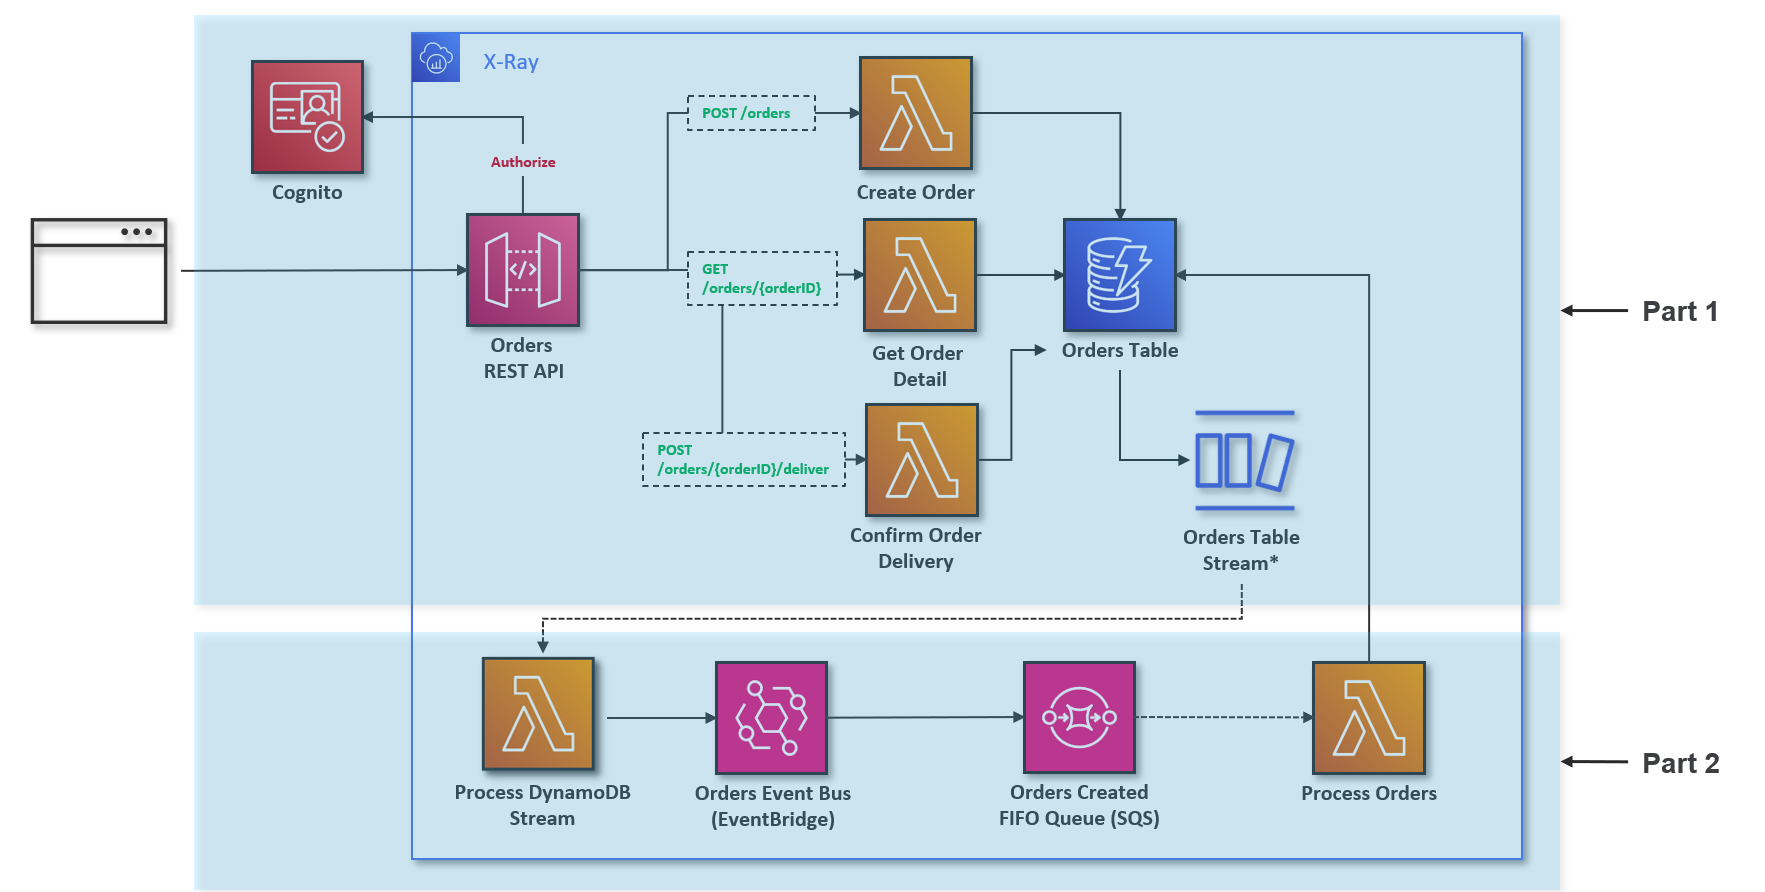 X-Ray
POST /orders
Authorize
Cognito
Create Order
GET
/orders/{orderID}
Orders
REST API
Get Order
Detail
Orders Table
Part 1
POST
/orders/{orderID}/deliver
Confirm Order
Delivery
Orders Table
Stream*
Process DynamoDB
Stream
Orders Event Bus
(EventBridge)
Orders Created
FIFO Queue (SQS)
Process Orders
Part 2